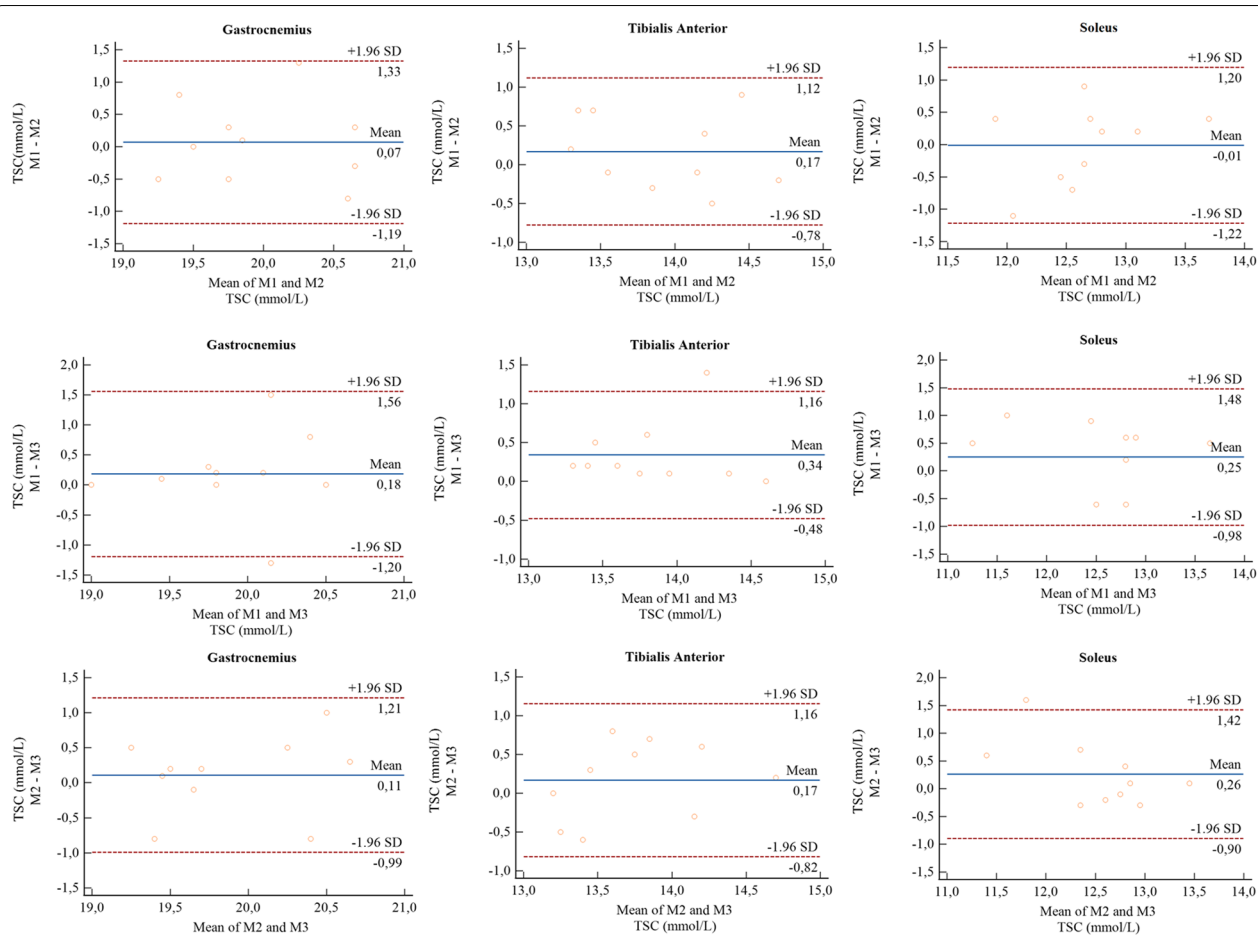 Gastrocnemius
TSC(mmol/L)
M1 - M2
1,5
1,0
0,5
0,0
-0,5
-1,0
-1,5
+1.96 SD
1,33
Mean
0,07
-1.96 SD
-1,19
19,0 19,5 20,0 20,5 21,0
Mean of M1 and M2
TSC (mmol/L)
Tibialis Anterior
TSC (mmol/L)
M1 - M2
1,5
1,0
0,5
0,0
-0,5
-1,0
+1.96 SD
1,12
Mean
0,17
-1.96 SD
-0,78
13,0 13,5 14,0 14,5 15,0
Mean of M1 and M2
TSC (mmol/L)
Soleus
TSC (mmol/L)
M1 - M2
1,5
1,0
0,5
0,0
-0,5
-1,0
-1,5
+1.96 SD
1,20
Mean
-0,01
-1.96 SD
-1,22
11,5 12,0 12,5 13,0 13,5 14,0
Mean of M1 and M2
TSC (mmol/L)
Gastrocnemius
TSC (mmol/L)
M1 - M3
2,0
1,5
1,0
0,5
0,0
-0,5
-1,0
-1,5
+1.96 SD
1,56
Mean
0,18
-1.96 SD
-1,20
19,0 19,5 20,0 20,5 21,0
Mean of M1 and M3
TSC (mmol/L)
Tibialis Anterior
TSC (mmol/L)
M1 - M3
1,5
1,0
0,5
0,0
-0,5
-1,0
+1.96 SD
1,16
Mean
0,34
-1.96 SD
-0,48
13,0 13,5 14,0 14,5 15,0
Mean of M1 and M3
TSC (mmol/L)
Soleus
TSC (mmol/L)
M1 - M3
2,0
1,5
1,0
0,5
0,0
-0,5
-1,0
-1,5
+1.96 SD
1,48
Mean
0,25
-1.96 SD
-0,98
11,0 11,5 12,0 12,5 13,0 13,5 14,0
Mean of M1 and M3
TSC (mmol/L)
Gastrocnemius
TSC (mmol/L)
M2 - M3
1,5
1,0
0,5
0,0
-0,5
-1,0
-1,5
+1.96 SD
1,21
Mean
0,11
-1.96 SD
-0,99
19,0 19,5 20,0 20,5 21,0
Mean of M2 and M3
Tibialis Anterior
TSC (mmol/L)
M2 - M3
1,5
1,0
0,5
0,0
-0,5
-1,0
+1.96 SD
1,16
Mean
0,17
-1.96 SD
-0,82
13,0 13,5 14,0 14,5 15,0
Mean of M2 and M3
TSC (mmol/L)
Soleus
TSC (mmol/L)
M2 - M3
2,0
1,5
1,0
0,5
0,0
-0,5
-1,0
-1,5
+1.96 SD
1,42
Mean
0,26
-1.96 SD
-0,90
11,0 11,5 12,0 12,5 13,0 13,5 14,0
Mean of M2 and M3
TSC (mmol/L)